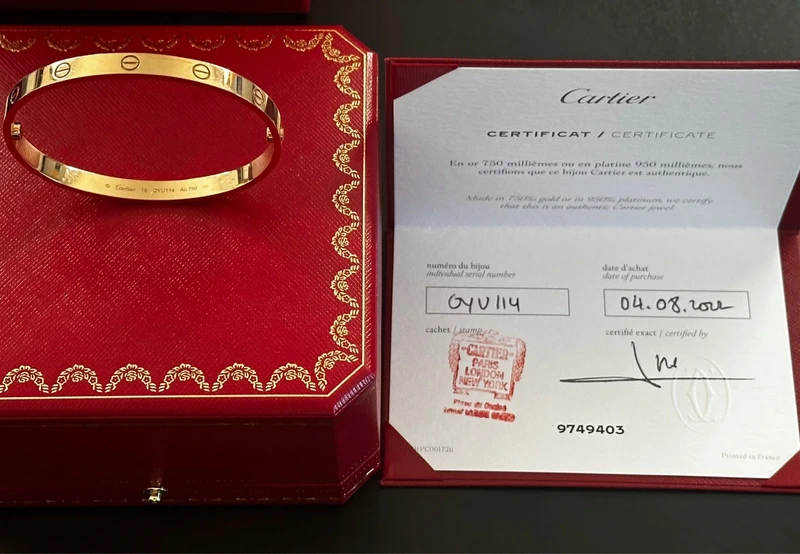 © Cartier 16 GYU114 Au750
Cartier
CERTIFICAT / CERTIFICATE
En or 750 millièmes ou en platine 950 millièmes, nous
certifions que ce bijou Cartier est authentique.
Made in 750‰ gold or in 950‰ platinum, we certify
that this is an authentic Cartier jewel.
numéro du bijou
individual serial number
GYU114
date d'achat
date of purchase
04.08.2022
cachet / stamp
CARTIER
PARIS
LONDON
NEW YORK
certifié exact / certified by
9749403
Printed in France